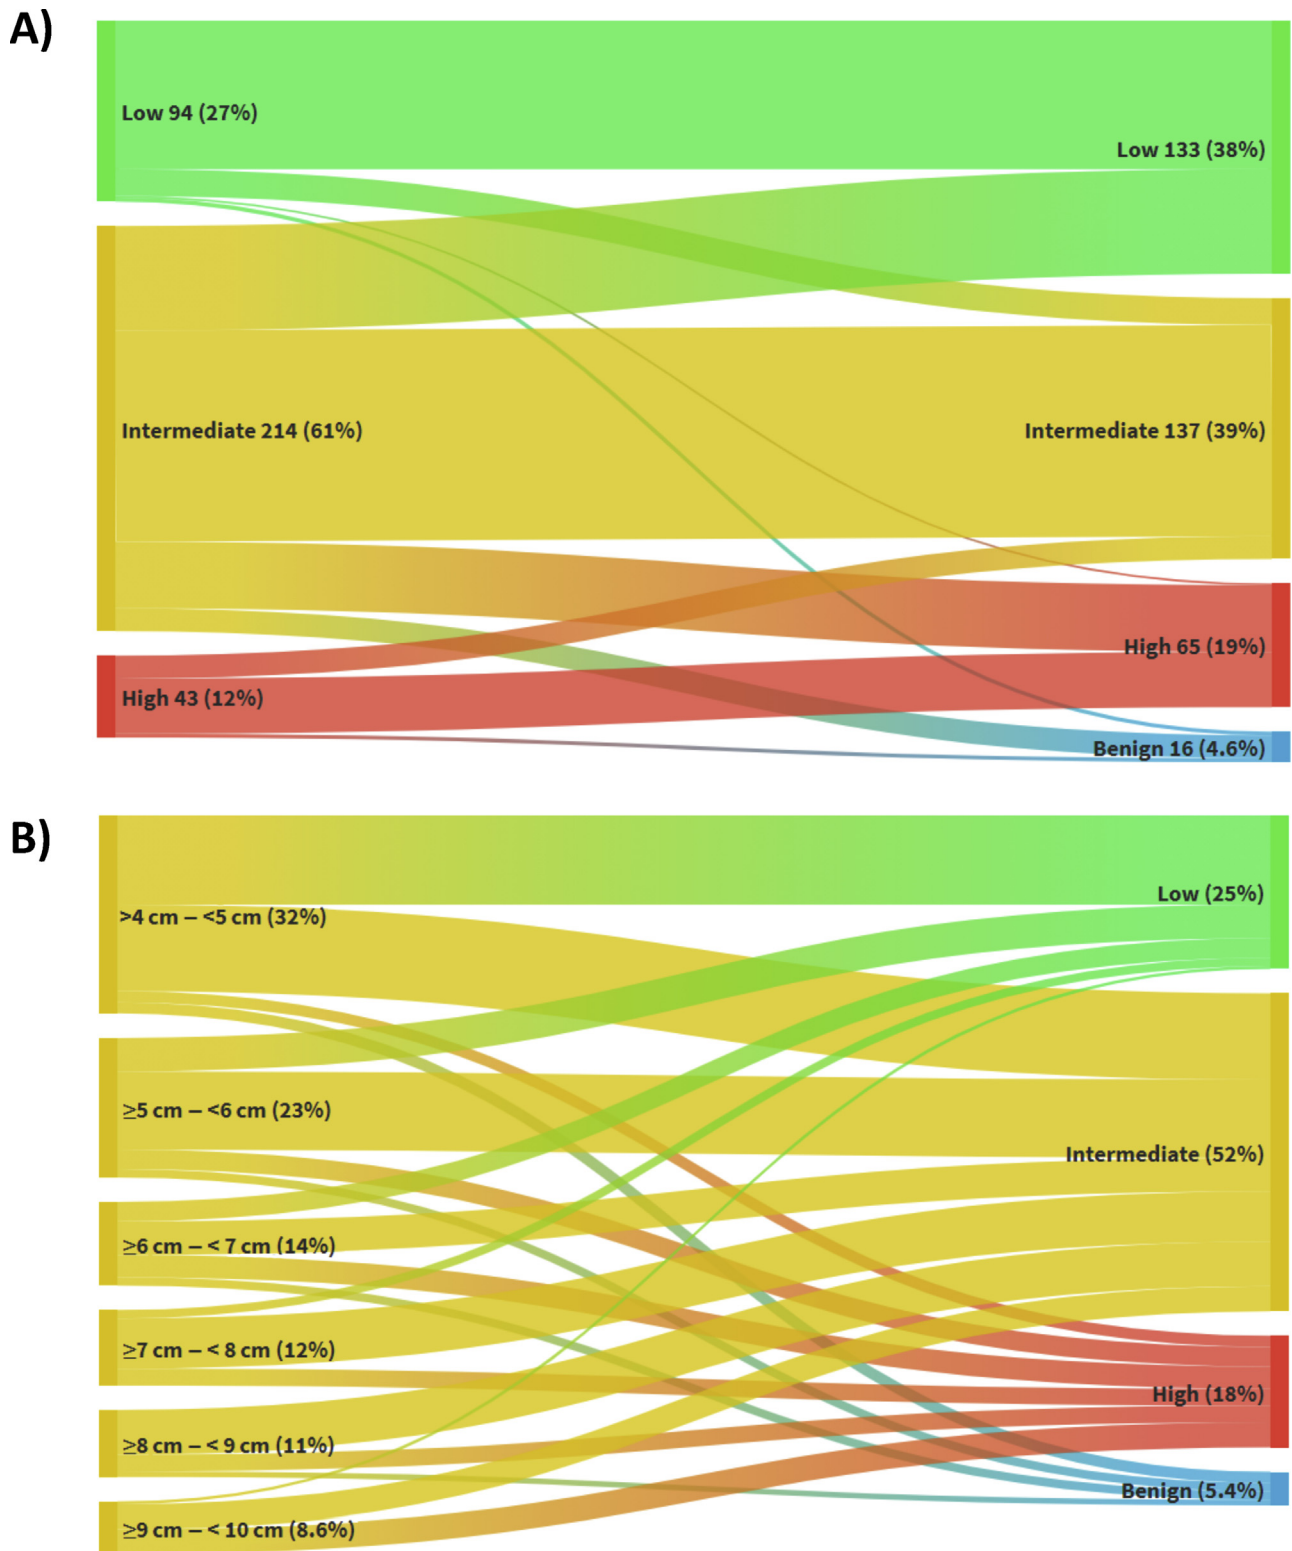 A)
Low 94 (27%)
Low 133 (38%)
Intermediate 214 (61%)
Intermediate 137 (39%)
High 65 (19%)
High 43 (12%)
Benign 16 (4.6%)
B)
Low (25%)
>4 cm – <5 cm (32%)
≥5 cm – <6 cm (23%)
Intermediate (52%)
≥6 cm – < 7 cm (14%)
≥7 cm – < 8 cm (12%)
High (18%)
≥8 cm – < 9 cm (11%)
Benign (5.4%)
≥9 cm – < 10 cm (8.6%)